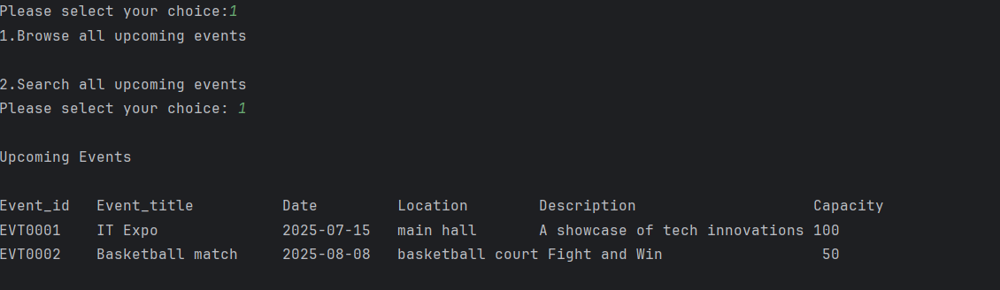 Please select your choice:1
1.Browse all upcoming events
2.Search all upcoming events
Please select your choice: 1
Upcoming Events
Event_id   Event_title          Date         Location        Description                    Capacity
EVT0001    IT Expo              2025-07-15   main hall       A showcase of tech innovations 100
EVT0002    Basketball match     2025-08-08   basketball court Fight and Win                  50